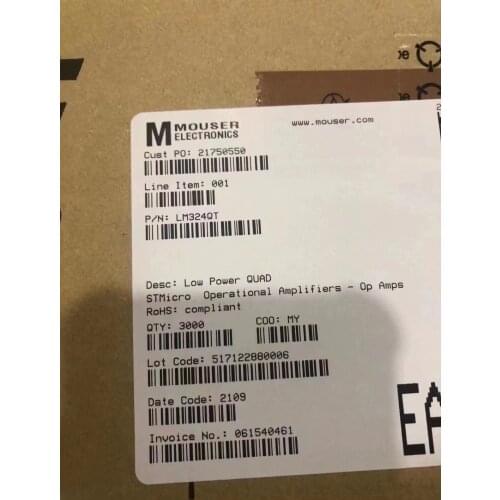 MOUSER
ELECTRONICS
www.mouser.com
Cust PO: 21750550
Line Item: 001
P/N: LM324QT
Desc: Low Power QUAD
STMicro Operational Amplifiers - Op Amps
RoHS: compliant
QTY: 3000 COO: MY
Lot Code: 517122880006
Date Code: 2109
Invoice No.: 061540461